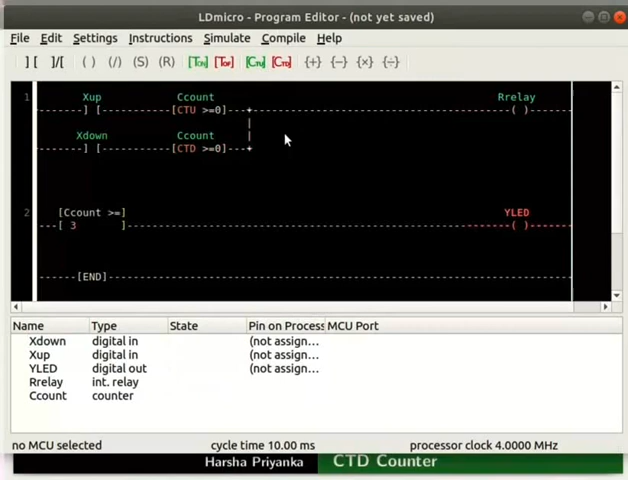 LDmicro - Program Editor - (not yet saved)
File Edit Settings Instructions Simulate Compile Help
] [ ]/[ ( ) (/) (S) (R) [TON] [TOF] [CTU] [CTD] {+} {−} {×} {÷}
1 Xup Ccount Rrelay
] [ [CTU >=0] ( )
Xdown Ccount
] [ [CTD >=0]
2 [Ccount >=] YLED
[ 3 ] ( )
[END]
Name Type State Pin on Process MCU Port
Xdown digital in (not assign...
Xup digital in (not assign...
YLED digital out (not assign...
Rrelay int. relay
Ccount counter
no MCU selected cycle time 10.00 ms processor clock 4.0000 MHz
Harsha Priyanka CTD Counter